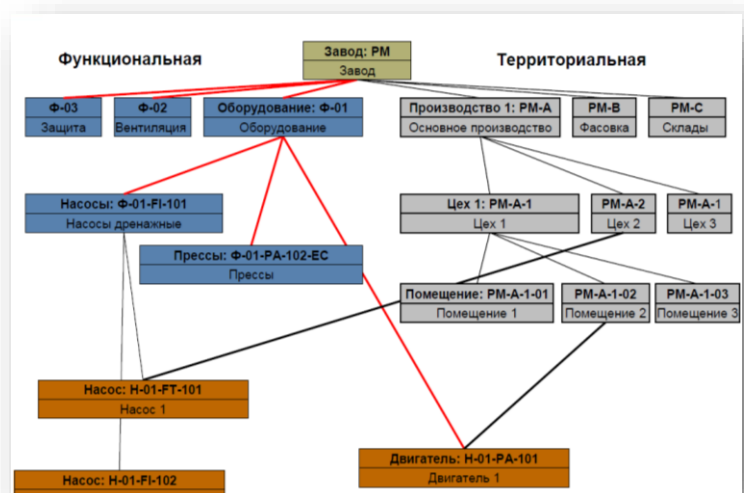 Функциональная
Завод: РМ
Завод
Территориальная
Ф-03
Защита
Ф-02
Вентиляция
Оборудование: Ф-01
Оборудование
Производство 1: РМ-А
Основное производство
РМ-В
Фасовка
РМ-С
Склады
Насосы: Ф-01-FI-101
Насосы дренажные
Цех 1: РМ-А-1
Цех 1
РМ-А-2
Цех 2
РМ-А-1
Цех 3
Прессы: Ф-01-РА-102-ЕС
Прессы
Помещение: РМ-А-1-01
Помещение 1
РМ-А-1-02
Помещение 2
РМ-А-1-03
Помещение 3
Насос: Н-01-FT-101
Насос 1
Двигатель: Н-01-РА-101
Двигатель 1
Насос: Н-01-FI-102